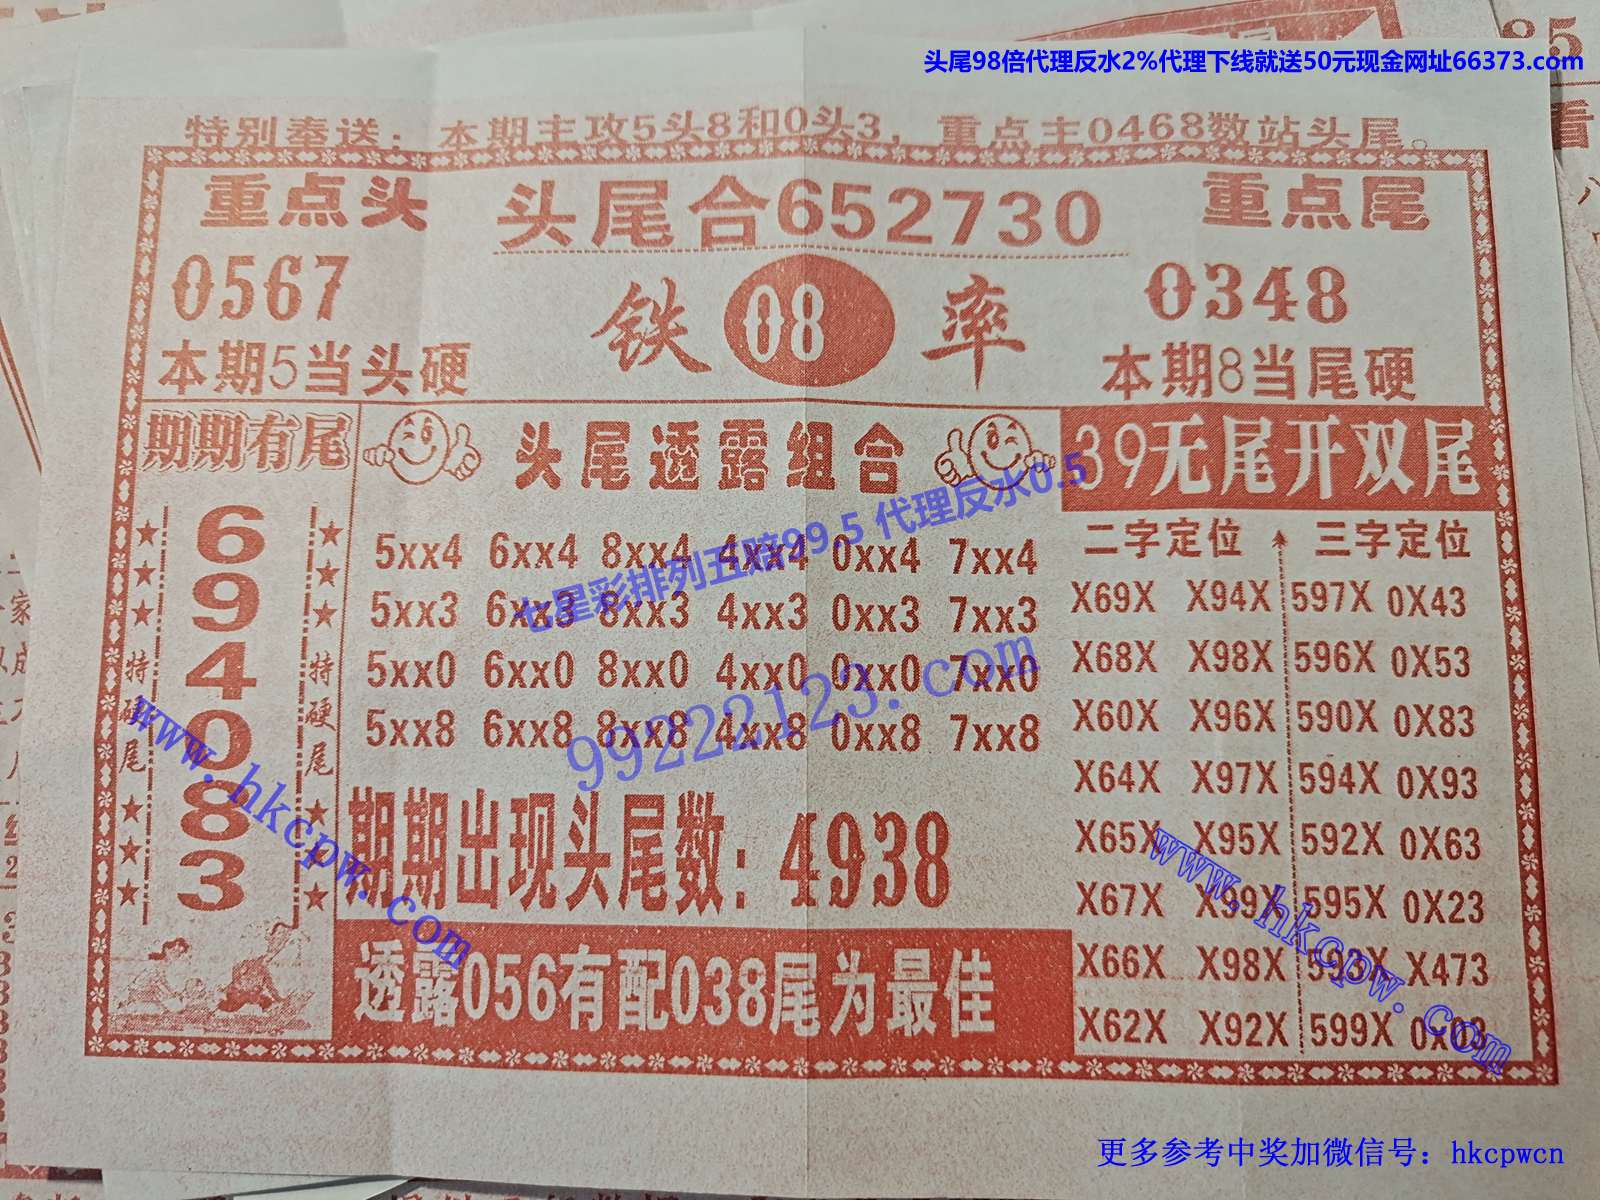 头尾98倍代理反水2%代理下线就送50元现金网址66373.com
85
特别奉送：本期主攻5头8和0头3，重点主0468数站头尾。
看
重点头 头尾合652730 重点尾
0567 铁08率 0348
本期5当头硬 本期8当尾硬
期期有尾 头尾透露组合 39无尾开双尾
6
9
4
0
8
3
特硬尾
特硬尾
5xx4 6xx4 8xx4 4xx4 0xx4 7xx4
5xx3 6xx3 8xx3 4xx3 0xx3 7xx3
5xx0 6xx0 8xx0 4xx0 0xx0 7xx0
5xx8 6xx8 8xx8 4xx8 0xx8 7xx8
期期出现头尾数：4938
透露056有配038尾为最佳
二字定位 三字定位
X69X X94X 597X 0X43
X68X X98X 596X 0X53
X60X X96X 590X 0X83
X64X X97X 594X 0X93
X65X X95X 592X 0X63
X67X X99X 595X 0X23
X66X X98X 593X X473
X62X X92X 599X 0X03
七星彩排列五赔99.5 代理反水0.5
99222123.com
www.hkcpw.com
www.hkcpw.com
更多参考中奖加微信号：hkcpwcn